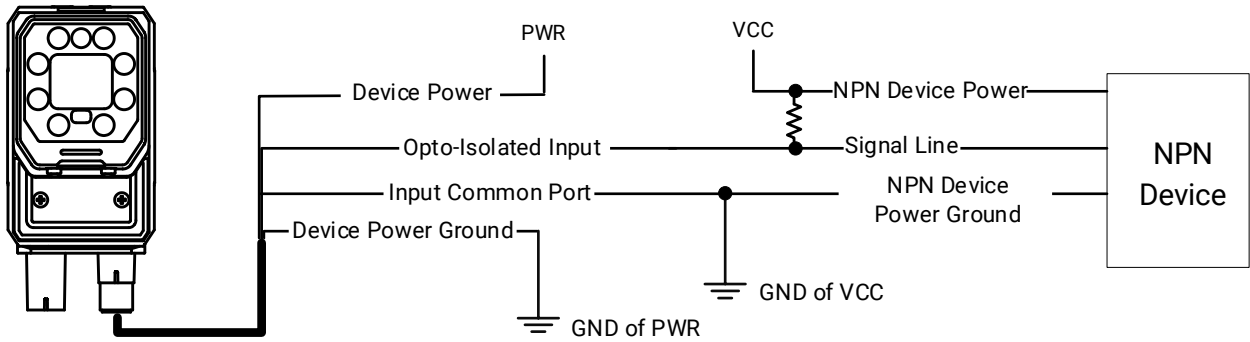 PWR
VCC
Device Power
NPN Device Power
Opto-Isolated Input
Signal Line
NPN
Device
Input Common Port
NPN Device
Power Ground
Device Power Ground
GND of VCC
GND of PWR